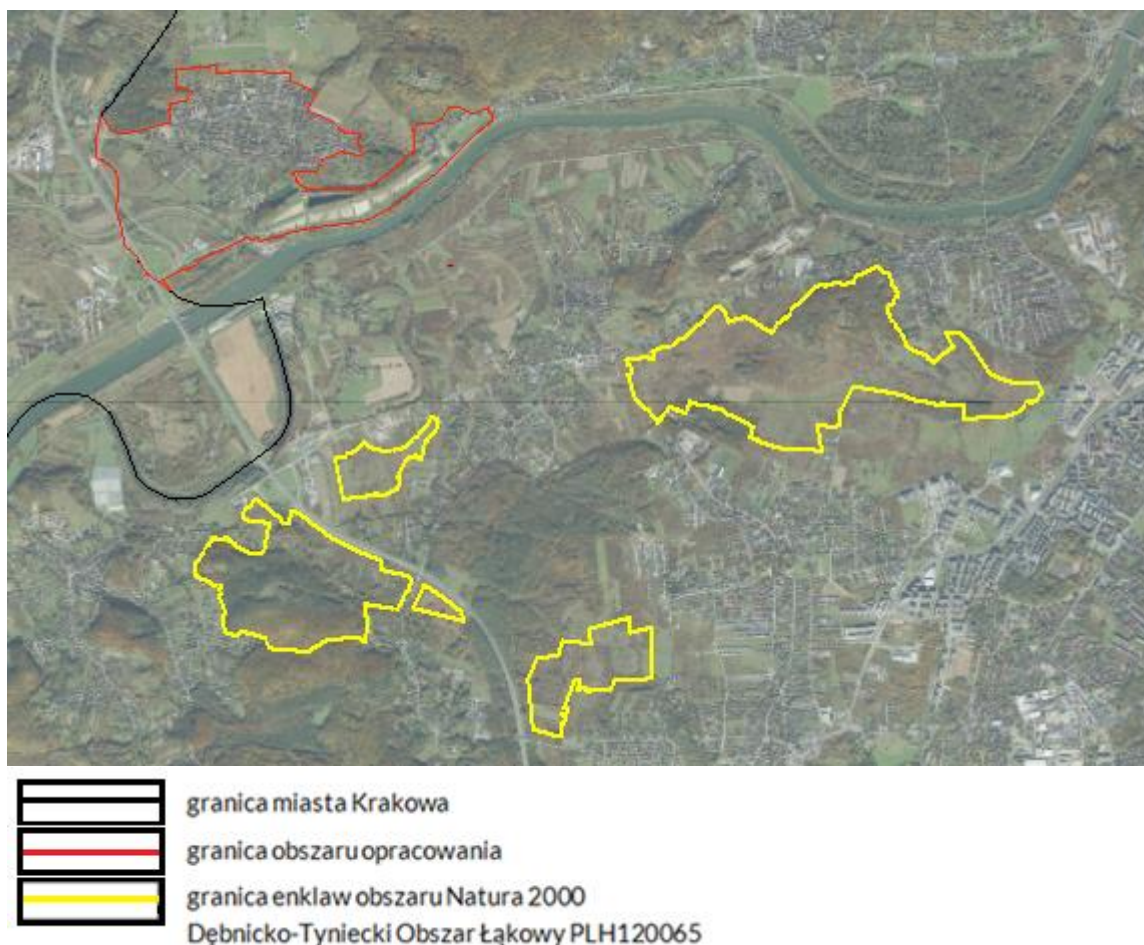 granica miasta Krakowa
granica obszaru opracowania
granica enklaw obszaru Natura 2000
Dębnicko-Tyniecki Obszar Łąkowy PLH120065